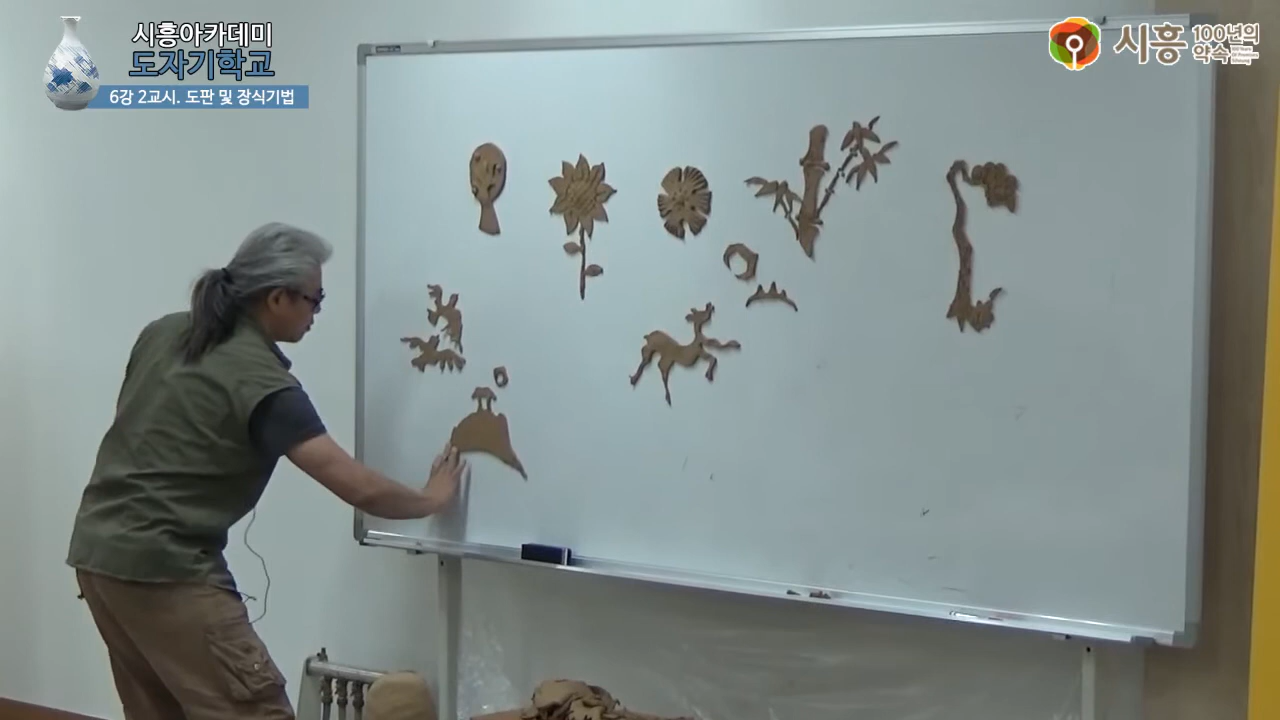 시흥아카데미
도자기학교
6강 2교시. 도판 및 장식기법
시흥
100년의
약속